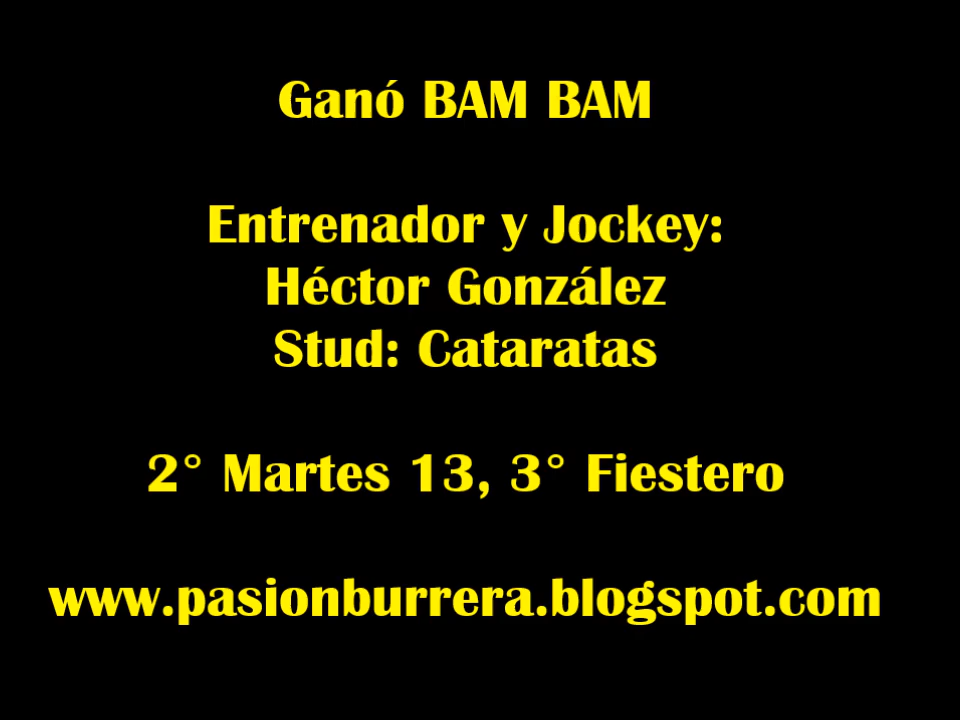 Ganó BAM BAM
Entrenador y Jockey:
Héctor González
Stud: Cataratas
2° Martes 13, 3° Fiestero
www.pasionburrera.blogspot.com